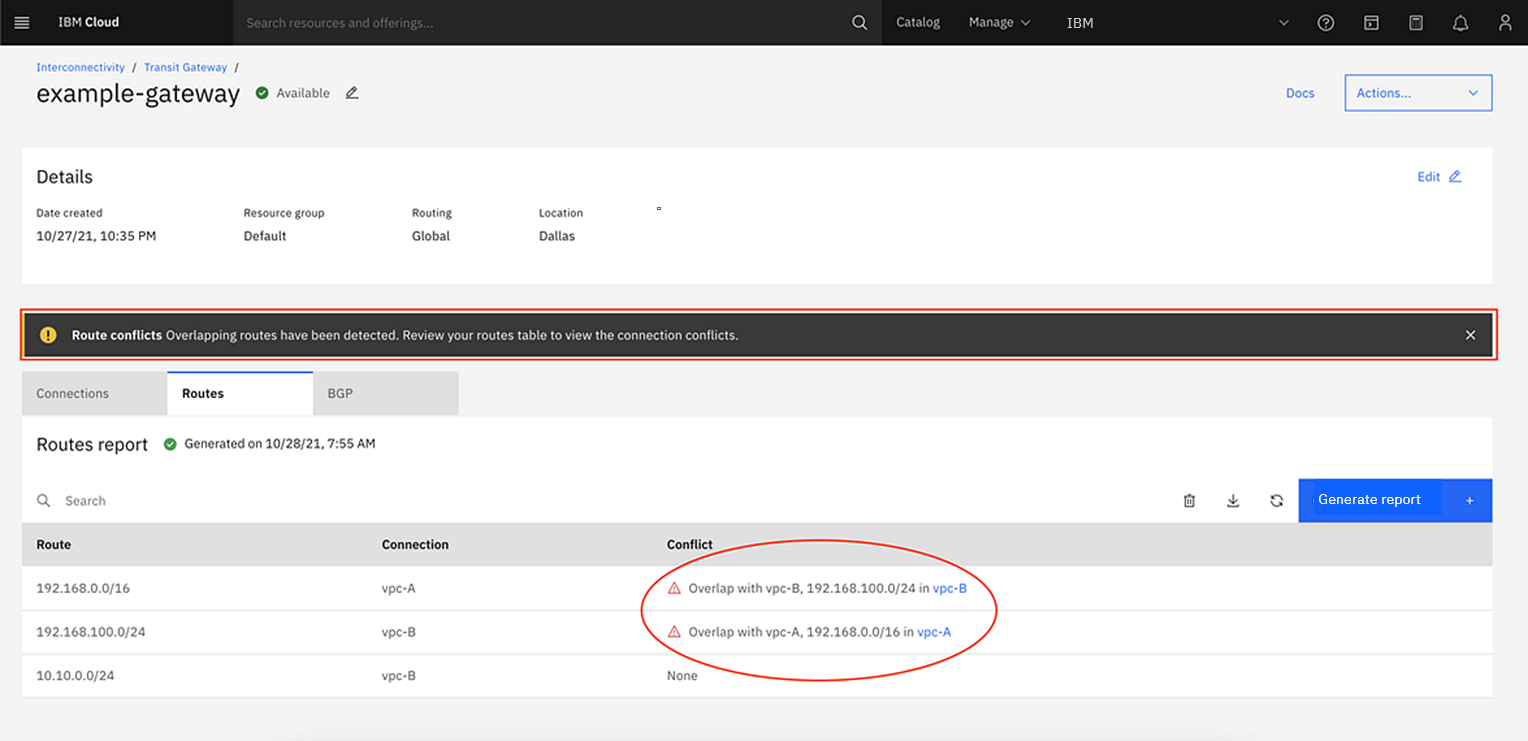 IBM Cloud
Search resources and offerings...
Catalog
Manage
IBM
Interconnectivity / Transit Gateway /
example-gateway
Available
Docs
Actions...
Details
Edit
Date created
Resource group
Routing
Location
10/27/21, 10:35 PM
Default
Global
Dallas
Route conflicts Overlapping routes have been detected. Review your routes table to view the connection conflicts.
Connections
Routes
BGP
Routes report
Generated on 10/28/21, 7:55 AM
Search
Generate report +
Route
Connection
Conflict
192.168.0.0/16
vpc-A
Overlap with vpc-B, 192.168.100.0/24 in vpc-B
192.168.100.0/24
vpc-B
Overlap with vpc-A, 192.168.0.0/16 in vpc-A
10.10.0.0/24
vpc-B
None